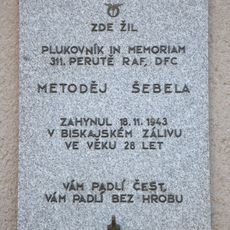 ZDE ŽIL
PLUKOVNÍK IN MEMORIAM
311. PERUTĚ RAF, DFC
METODĚJ ŠEBELA
ZAHYNUL 18. 11. 1943
V BISKAJSKÉM ZÁLIVU
VE VĚKU 28 LET
VÁM PADLÍ ČEST,
VÁM PADLÍ BEZ HROBU